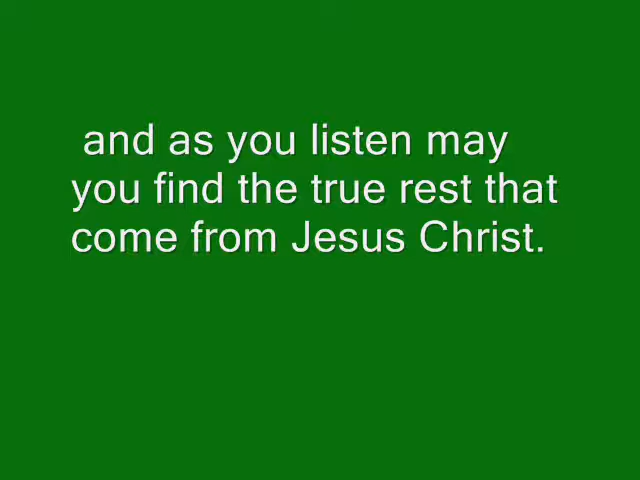 and as you listen may
you find the true rest that
come from Jesus Christ.